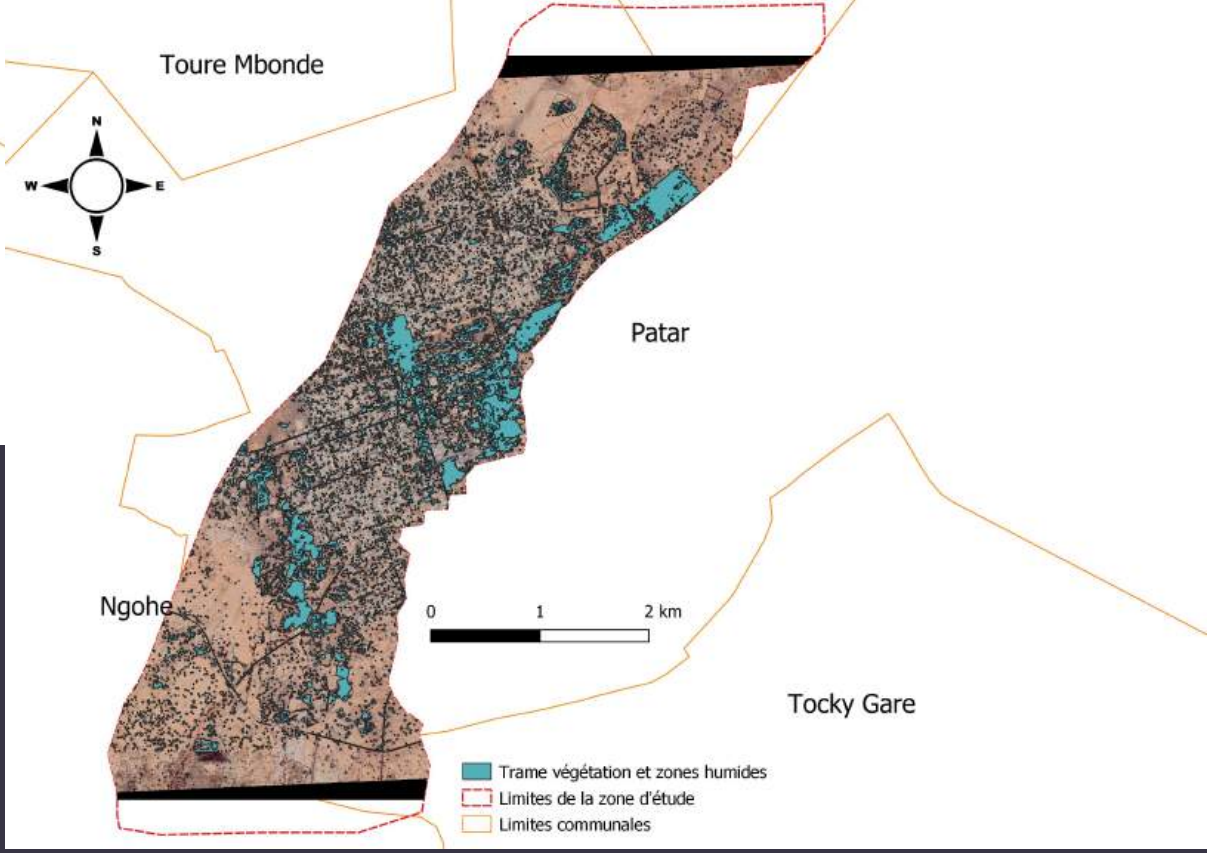 Toure Mbonde
N
W E
S
Patar
Ngohe
0 1 2 km
Tocky Gare
Trame végétation et zones humides
Limites de la zone d'étude
Limites communales